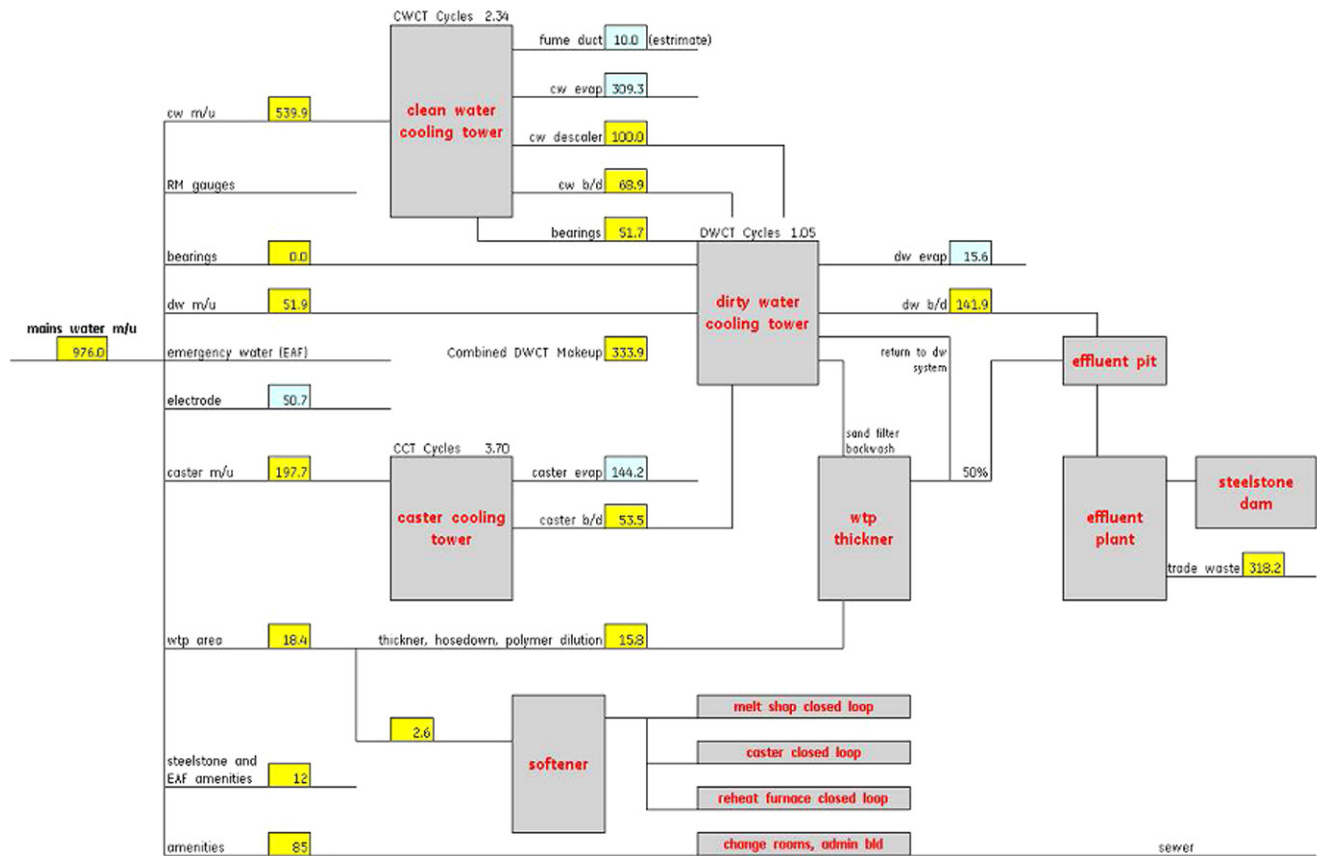 CWCT Cycles 2.34
fume duct 10.0 (estrimate)
cw evap 309.3
clean water
cooling tower
cw m/u 539.9
cw descaler 100.0
RM gauges
cw b/d 68.9
bearings 51.7
DWCT Cycles 1.05
bearings 0.0
dw evap 15.6
dw m/u 51.9
dirty water
cooling tower
dw b/d 141.9
mains water m/u
976.0
emergency water (EAF)
Combined DWCT Makeup 333.9
return to dw
system
effluent pit
electrode 50.7
sand filter
backwash
CCT Cycles 3.70
caster m/u 197.7
caster evap 144.2
50%
caster cooling
tower
caster b/d 53.5
wtp
thickner
effluent
plant
steelstone
dam
trade waste 318.2
wtp area 18.4
thickner, hosedown, polymer dilution 15.8
2.6
softener
melt shop closed loop
caster closed loop
reheat furnace closed loop
steelstone and
EAF amenities 12
amenities 85
change rooms, admin bld
sewer